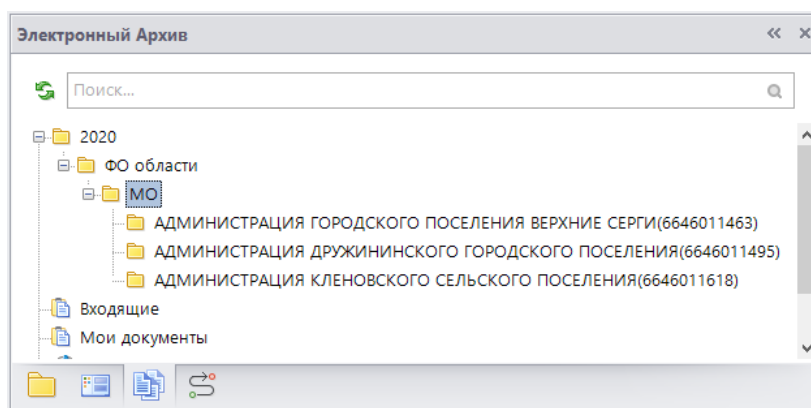 Электронный Архив
Поиск...
2020
ФО области
МО
АДМИНИСТРАЦИЯ ГОРОДСКОГО ПОСЕЛЕНИЯ ВЕРХНИЕ СЕРГИ(6646011463)
АДМИНИСТРАЦИЯ ДРУЖИНИНСКОГО ГОРОДСКОГО ПОСЕЛЕНИЯ(6646011495)
АДМИНИСТРАЦИЯ КЛЕНОВСКОГО СЕЛЬСКОГО ПОСЕЛЕНИЯ(6646011618)
Входящие
Мои документы